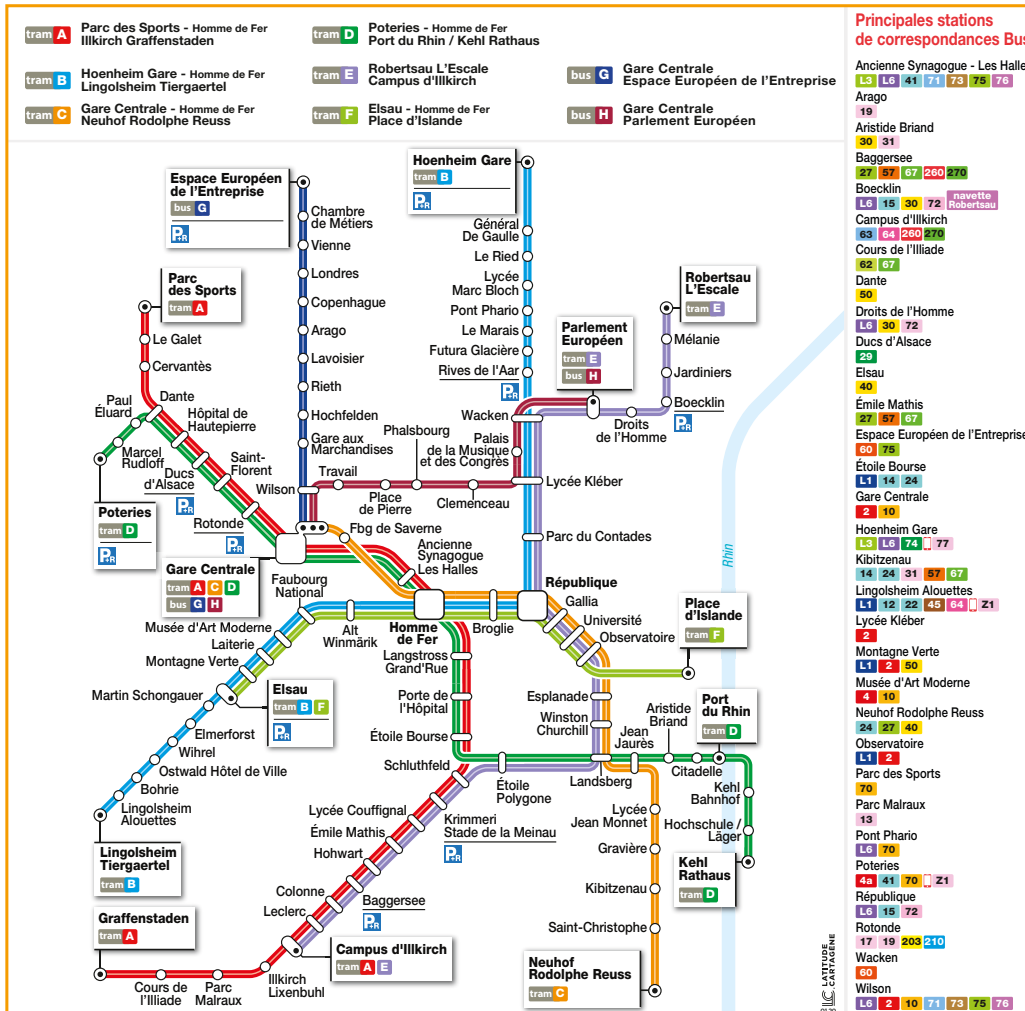 tram A Parc des Sports - Homme de Fer
Illkirch Graffenstaden
tram B Hoenheim Gare - Homme de Fer
Lingolsheim Tiergaertel
tram C Gare Centrale - Homme de Fer
Neuhof Rodolphe Reuss
tram D Poteries - Homme de Fer
Port du Rhin / Kehl Rathaus
tram E Robertsau L'Escale
Campus d'Illkirch
tram F Elsau - Homme de Fer
Place d'Islande
bus G Gare Centrale
Espace Européen de l'Entreprise
bus H Gare Centrale
Parlement Européen
Espace Européen
de l'Entreprise
bus G
P+R
Chambre
de Métiers
Vienne
Londres
Copenhague
Arago
Lavoisier
Rieth
Hochfelden
Gare aux
Marchandises
Wilson
Hoenheim Gare
tram B
P+R
Général
De Gaulle
Le Ried
Lycée
Marc Bloch
Pont Phario
Le Marais
Futura Glacière
Rives de l'Aar
P+R
Parlement
Européen
tram E
bus H
Robertsau
L'Escale
tram E
Mélanie
Jardiniers
Boecklin
P+R
Droits
de l'Homme
Wacken
Palais
de la Musique
et des Congrès
Lycée Kléber
Parc du Contades
Phalsbourg
Travail
Place
de Pierre
Clemenceau
Parc
des Sports
tram A
Le Galet
Cervantès
Dante
Paul
Éluard
Marcel
Rudloff
Hôpital de
Hautepierre
Ducs
d'Alsace
P+R
Saint-
Florent
Rotonde
P+R
Poteries
tram D
P+R
Gare Centrale
tram A C D
bus G H
Fbg de Saverne
Ancienne
Synagogue
Les Halles
Faubourg
National
Musée d'Art Moderne
Laiterie
Montagne Verte
Martin Schongauer
Alt
Winmärik
Homme
de Fer
Broglie
République
Gallia
Université
Observatoire
Place
d'Islande
tram F
Elsau
tram B F
P+R
Elmerforst
Wihrel
Ostwald Hôtel de Ville
Bohrie
Lingolsheim
Alouettes
Lingolsheim
Tiergaertel
tram B
Langstross
Grand'Rue
Porte de
l'Hôpital
Étoile Bourse
Schluthfeld
Esplanade
Winston
Churchill
Landsberg
Jean
Jaurès
Aristide
Briand
Citadelle
Port
du Rhin
tram D
Kehl
Bahnhof
Hochschule /
Läger
Kehl
Rathaus
tram D
Étoile
Polygone
Krimmeri
Stade de la Meinau
P+R
Lycée Couffignal
Émile Mathis
Hohwart
Baggersee
P+R
Colonne
Leclerc
Campus d'Illkirch
tram A E
Illkirch
Lixenbuhl
Parc
Malraux
Cours de
l'Illiade
Graffenstaden
tram A
Lycée
Jean Monnet
Gravière
Kibitzenau
Saint-Christophe
Neuhof
Rodolphe Reuss
tram C
Rhin
LATITUDE
CARTAGÈNE
Principales stations
de correspondances Bus
Ancienne Synagogue - Les Halles
L3 L6 41 71 73 75 76
Arago
19
Aristide Briand
30 31
Baggersee
27 57 67 260 270
Boecklin
L6 15 30 72 navette
Robertsau
Campus d'Illkirch
63 64 260 270
Cours de l'Illiade
62 67
Dante
50
Droits de l'Homme
L6 30 72
Ducs d'Alsace
29
Elsau
40
Émile Mathis
27 57 67
Espace Européen de l'Entreprise
60 75
Étoile Bourse
L1 14 24
Gare Centrale
2 10
Hoenheim Gare
L3 L6 74 77
Kibitzenau
14 24 31 57 67
Lingolsheim Alouettes
L1 12 22 45 64 Z1
Lycée Kléber
2
Montagne Verte
L1 2 50
Musée d'Art Moderne
4 10
Neuhof Rodolphe Reuss
24 27 40
Observatoire
L1 2
Parc des Sports
70
Parc Malraux
13
Pont Phario
L6 70
Poteries
4a 41 70 Z1
République
L6 15 72
Rotonde
17 19 203 210
Wacken
60
Wilson
L6 2 10 71 73 75 76